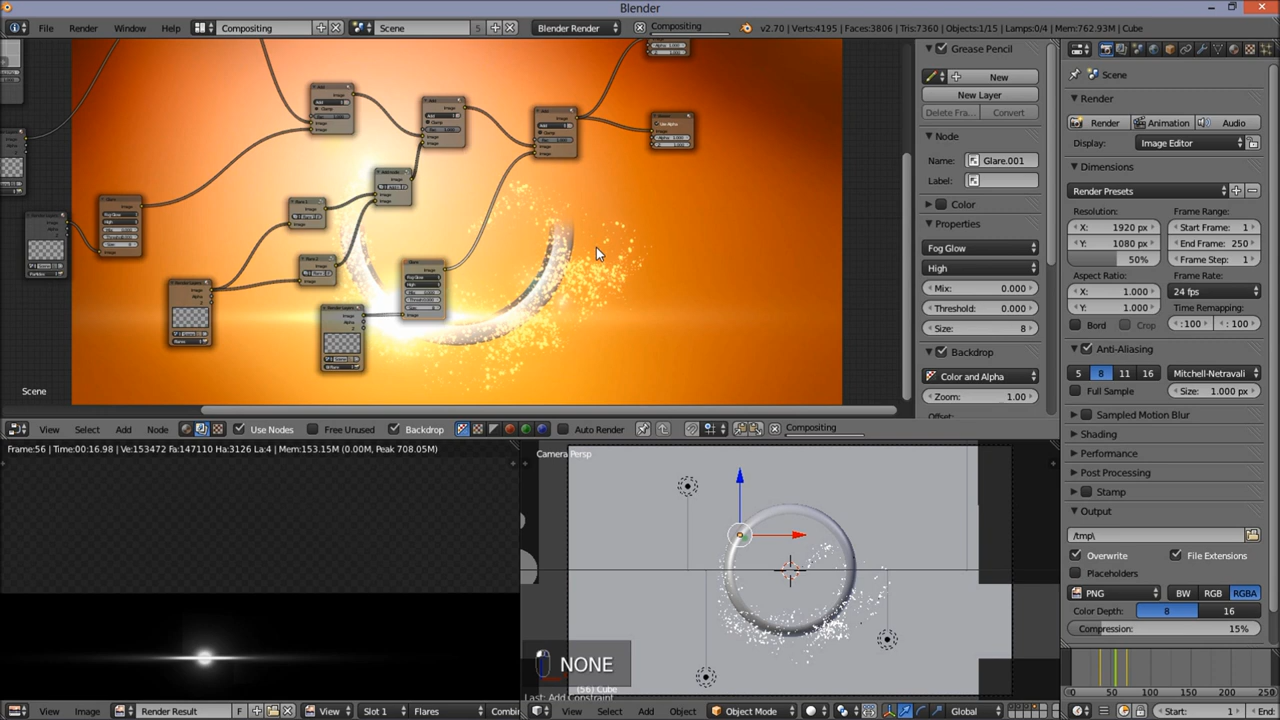 Blender
File Render Window Help
Compositing
Scene
5
Blender Render
Compositing
v2.70 | Verts:4195 | Faces:3806 | Tris:7360 | Objects:1/15 | Lamps:0/4 | Mem:762.93M | Cube
Grease Pencil
New
New Layer
Delete Fra... Convert
Node
Name: Glare.001
Label:
Color
Properties
Fog Glow
High
Mix: 0.000
Threshold: 0.000
Size: 8
Backdrop
Color and Alpha
Zoom: 1.00
Offset:
Scene
Render
Render Animation Audio
Display: Image Editor
Dimensions
Render Presets
Resolution: Frame Range:
X: 1920 px Start Frame: 1
Y: 1080 px End Frame: 250
50% Frame Step: 1
Aspect Ratio: Frame Rate:
X: 1.000 24 fps
Y: 1.000 Time Remapping:
Bord Crop :100 :100
Anti-Aliasing
5 8 11 16 Mitchell-Netravali
Full Sample Size: 1.000 px
Sampled Motion Blur
Shading
Performance
Post Processing
Stamp
Output
/tmp\
Overwrite File Extensions
Placeholders
PNG BW RGB RGBA
Color Depth: 8 16
Compression: 15%
0 50 100 150 200 250
Start: 1 End:
Scene
View Select Add Node Use Nodes Free Unused Backdrop Auto Render Compositing
Frame:56 | Time:00:16.98 | Ve:153472 Fa:147110 Ha:3126 La:4 | Mem:153.15M (0.00M, Peak 708.05M)
Camera Persp
NONE
(56) Cube
Last: Add Constraint
View Image Render Result F View Slot 1 Flares Combin
View Select Add Object Object Mode Global